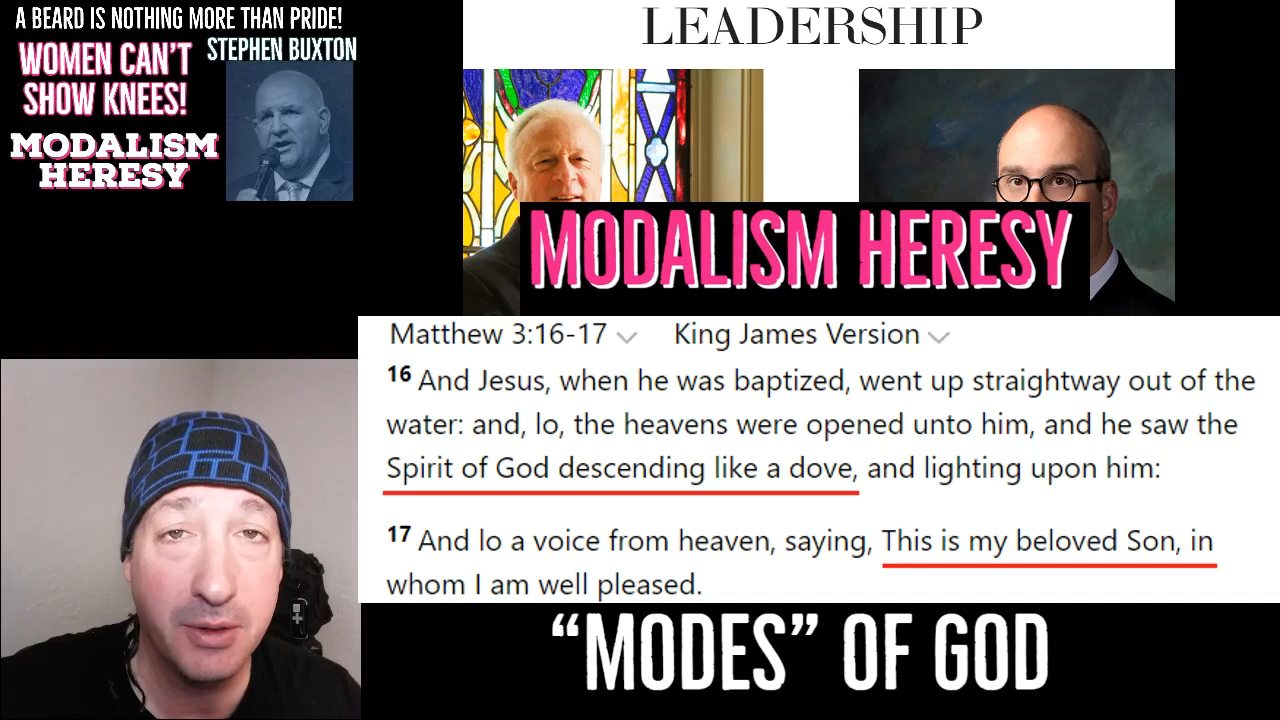 A BEARD IS NOTHING MORE THAN PRIDE!
WOMEN CAN'T
SHOW KNEES!
STEPHEN BUXTON
MODALISM
HERESY
LEADERSHIP
MODALISM HERESY
Matthew 3:16-17 King James Version
16 And Jesus, when he was baptized, went up straightway out of the
water: and, lo, the heavens were opened unto him, and he saw the
Spirit of God descending like a dove, and lighting upon him:
17 And lo a voice from heaven, saying, This is my beloved Son, in
whom I am well pleased.
“MODES” OF GOD